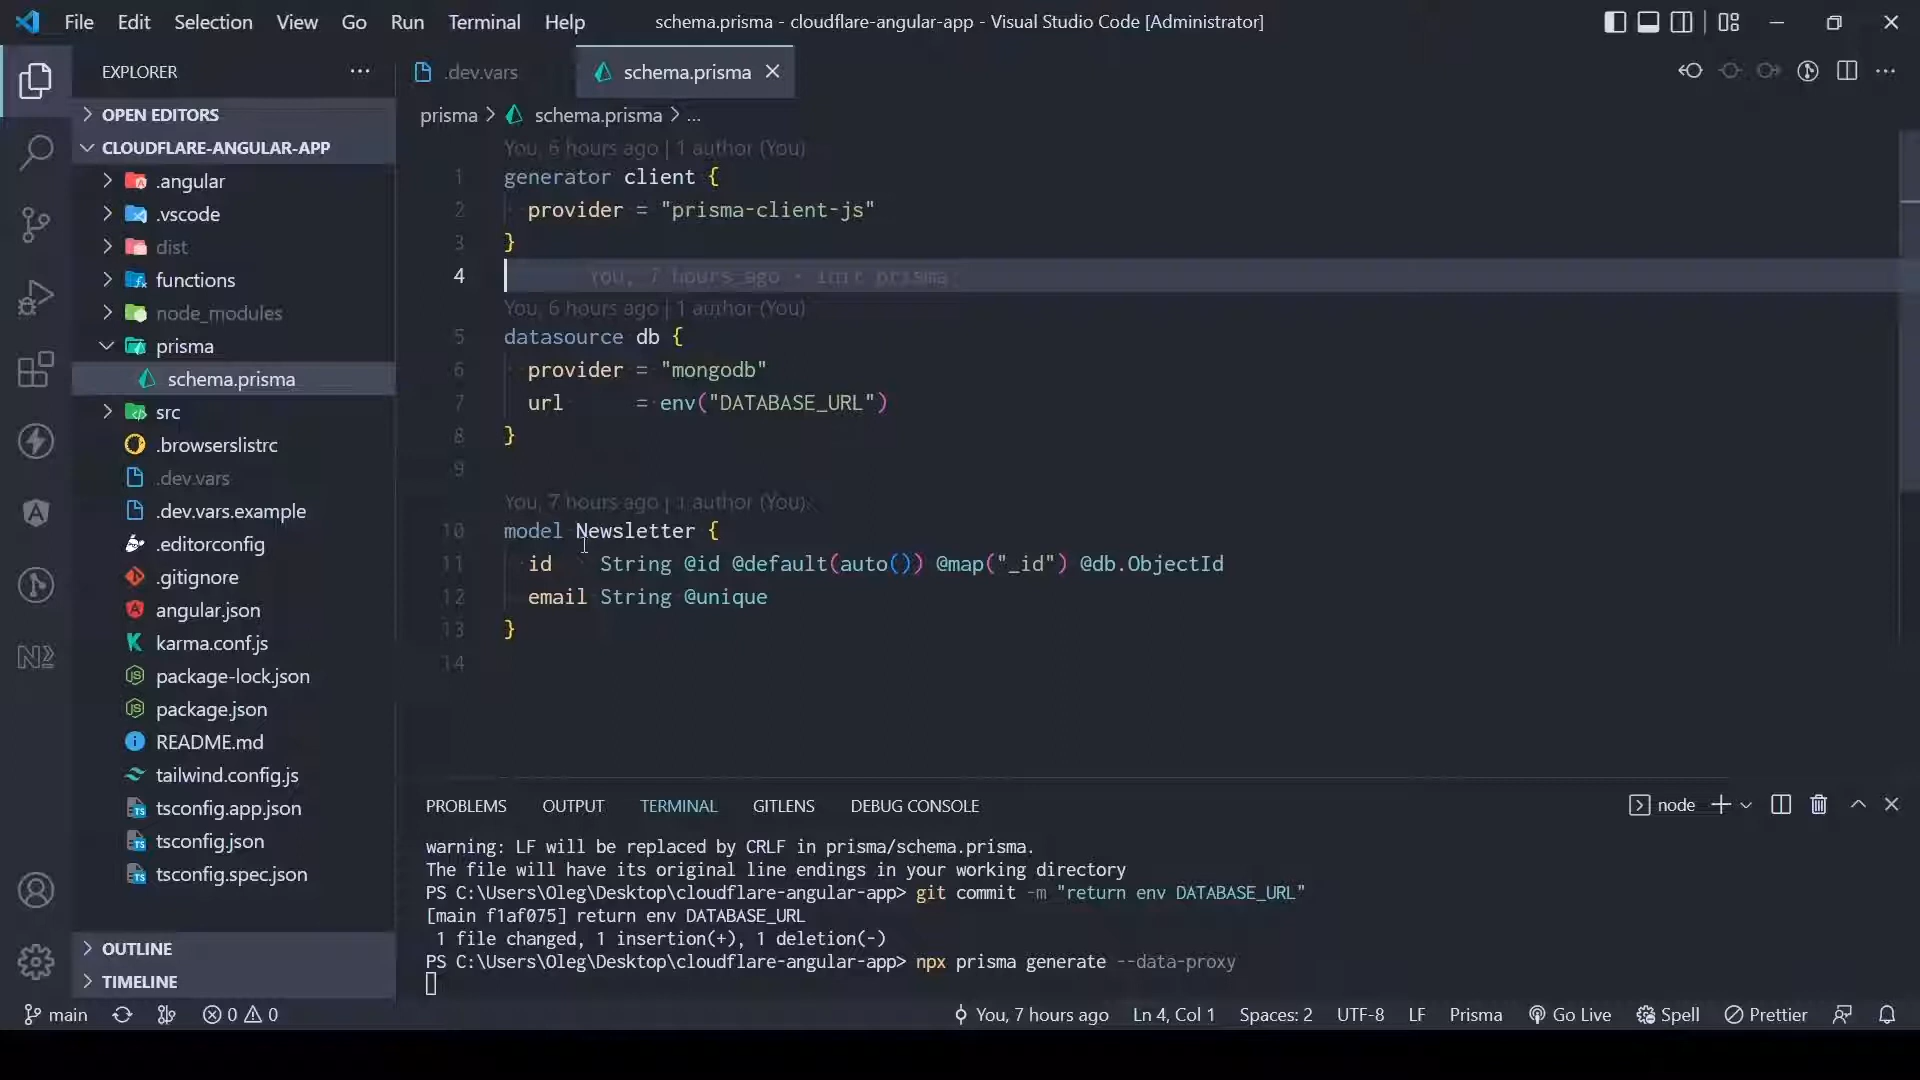 File Edit Selection View Go Run Terminal Help schema.prisma - cloudflare-angular-app - Visual Studio Code [Administrator]
EXPLORER
OPEN EDITORS
CLOUDFLARE-ANGULAR-APP
.angular
.vscode
dist
functions
node_modules
prisma
schema.prisma
src
.browserslistrc
.dev.vars
.dev.vars.example
.editorconfig
.gitignore
angular.json
karma.conf.js
package-lock.json
package.json
README.md
tailwind.config.js
tsconfig.app.json
tsconfig.json
tsconfig.spec.json
OUTLINE
TIMELINE
.dev.vars schema.prisma
prisma > schema.prisma > ...
You, 6 hours ago | 1 author (You)
1 generator client {
2 provider = "prisma-client-js"
3 }
4 You, 7 hours ago • init prisma
You, 6 hours ago | 1 author (You)
5 datasource db {
6 provider = "mongodb"
7 url = env("DATABASE_URL")
8 }
9
You, 7 hours ago | 1 author (You)
10 model Newsletter {
11 id String @id @default(auto()) @map("_id") @db.ObjectId
12 email String @unique
13 }
14
PROBLEMS OUTPUT TERMINAL GITLENS DEBUG CONSOLE node
warning: LF will be replaced by CRLF in prisma/schema.prisma.
The file will have its original line endings in your working directory
PS C:\Users\Oleg\Desktop\cloudflare-angular-app> git commit -m "return env DATABASE_URL"
[main f1af075] return env DATABASE_URL
1 file changed, 1 insertion(+), 1 deletion(-)
PS C:\Users\Oleg\Desktop\cloudflare-angular-app> npx prisma generate --data-proxy
main 0 0 You, 7 hours ago Ln 4, Col 1 Spaces: 2 UTF-8 LF Prisma Go Live Spell Prettier